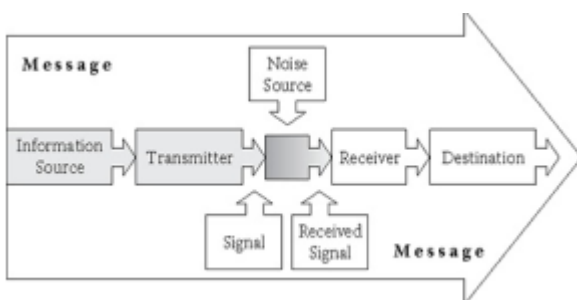 Message
Noise
Source
Information
Source
Transmitter
Receiver
Destination
Signal
Received
Signal
Message